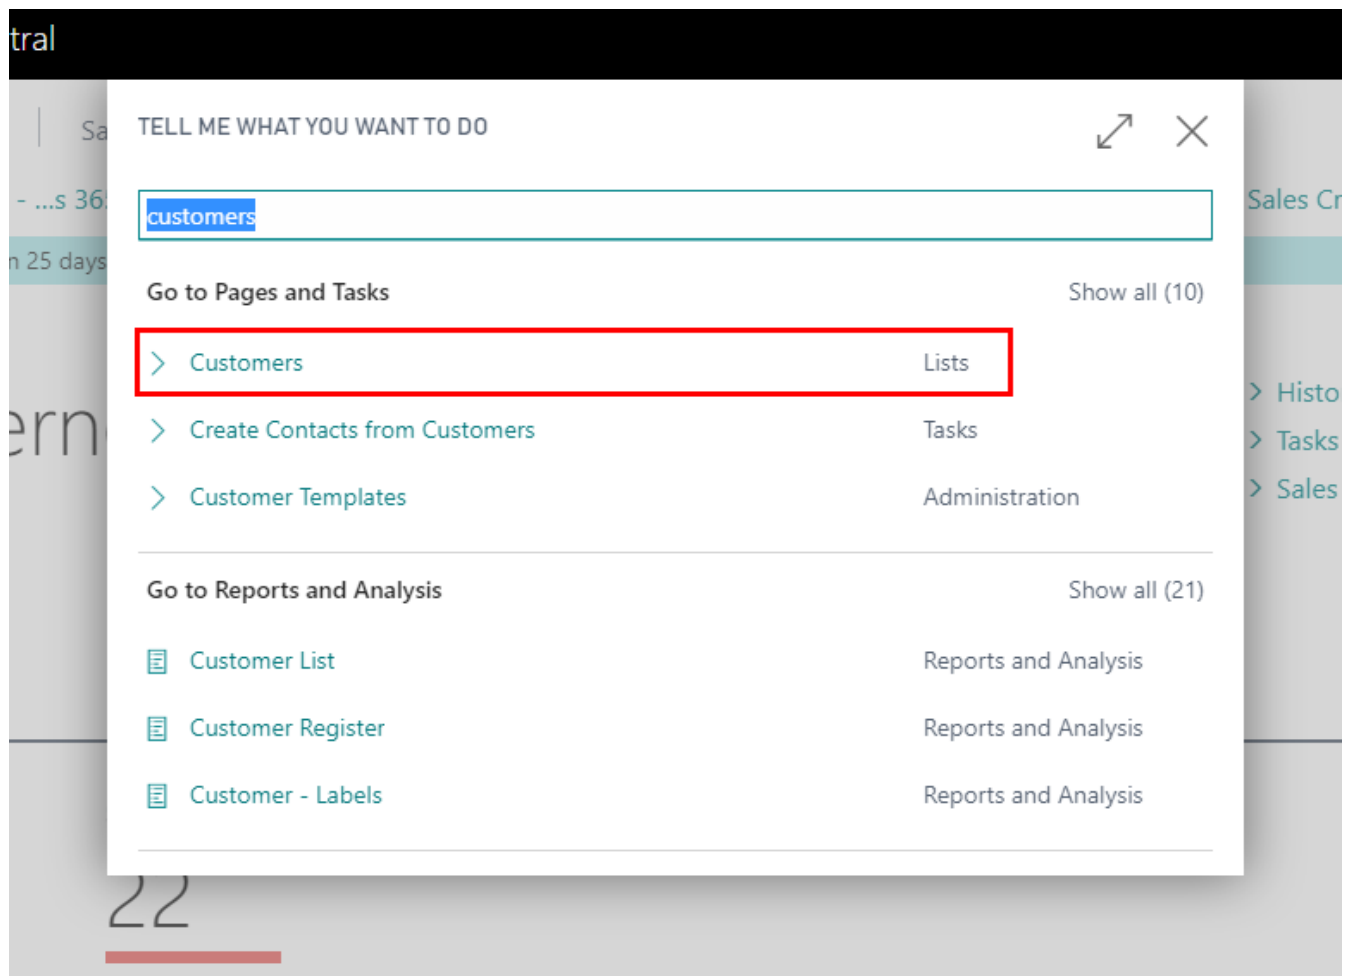 tral
Sa
TELL ME WHAT YOU WANT TO DO
- ...s 36
customers
Sales Cr
n 25 days
Go to Pages and Tasks Show all (10)
Customers Lists
Histo
ern
Create Contacts from Customers Tasks
Tasks
Customer Templates Administration
Sales
Go to Reports and Analysis Show all (21)
Customer List Reports and Analysis
Customer Register Reports and Analysis
Customer - Labels Reports and Analysis
22